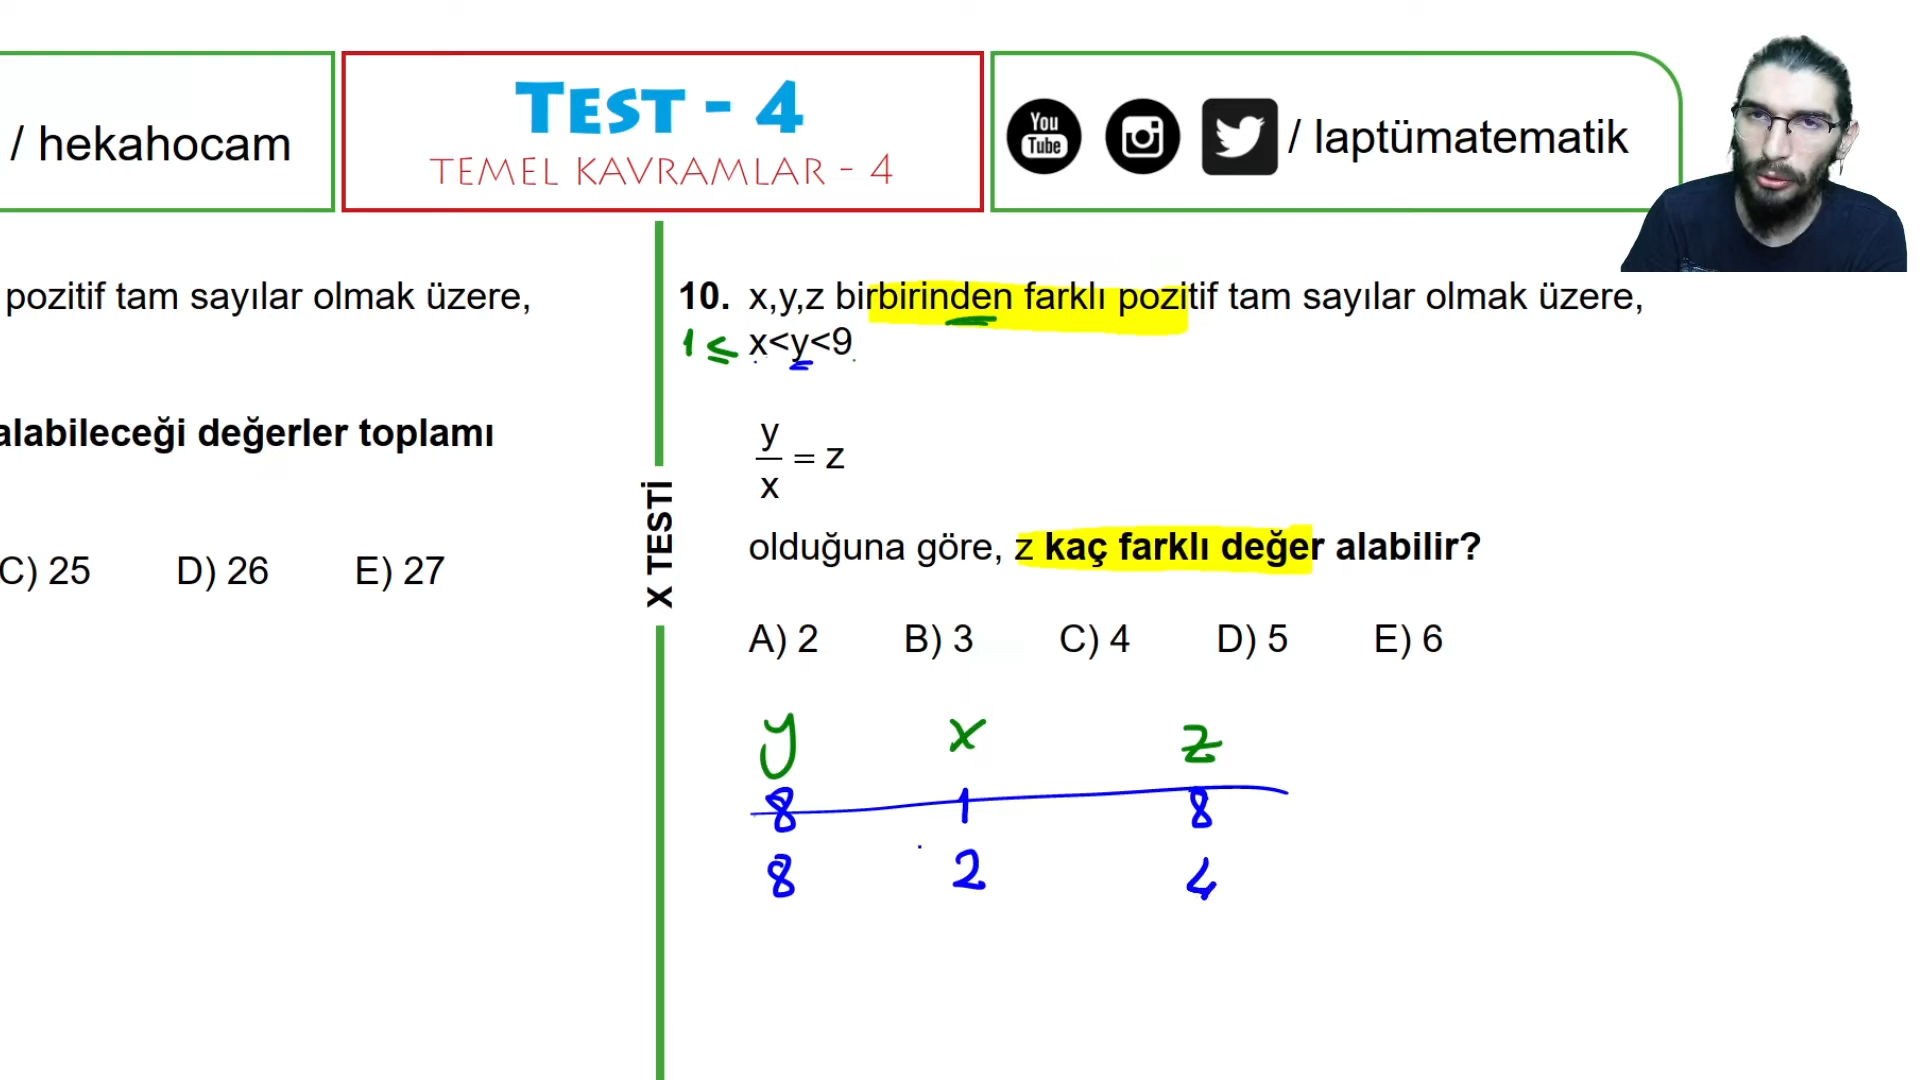 / hekahocam
TEST - 4
TEMEL KAVRAMLAR - 4
You
Tube
/ laptümatematik
pozitif tam sayılar olmak üzere,
alabileceği değerler toplamı
C) 25 D) 26 E) 27
X TESTİ
10. x,y,z birbirinden farklı pozitif tam sayılar olmak üzere,
1 ≤ x<y<9
y
x
= z
olduğuna göre, z kaç farklı değer alabilir?
A) 2 B) 3 C) 4 D) 5 E) 6
y x z
8 1 8
8 2 4